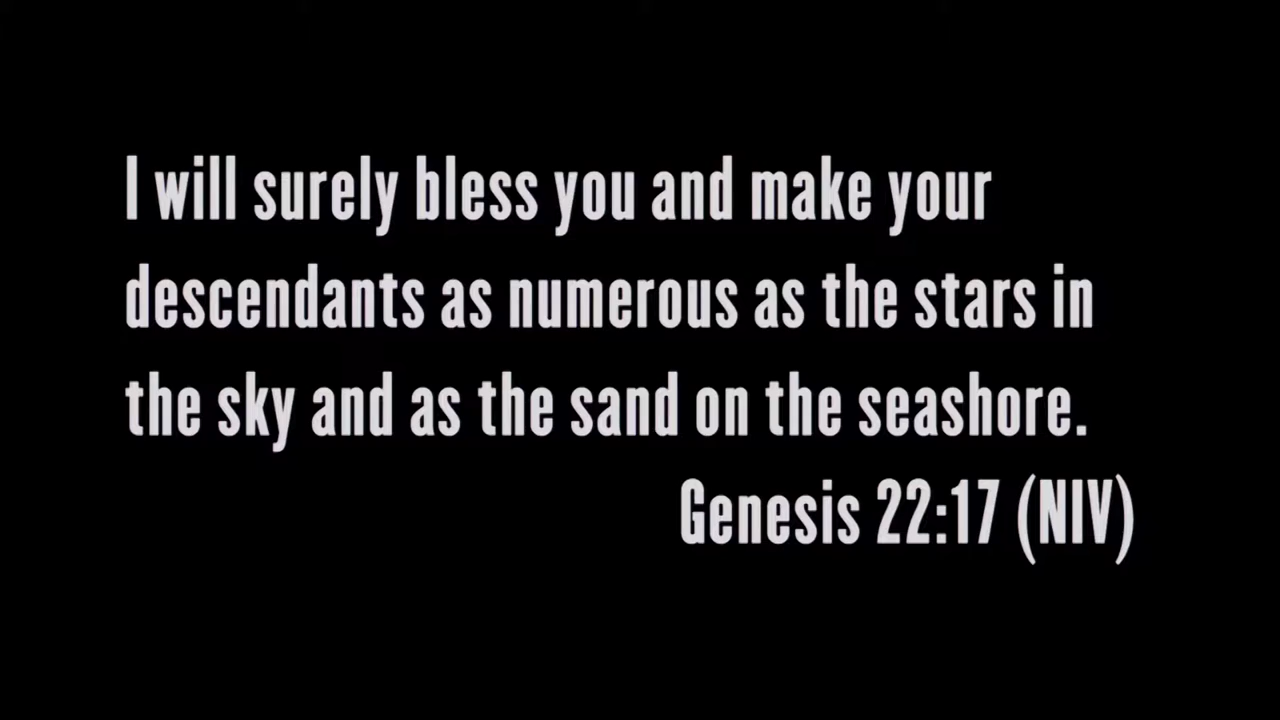 I will surely bless you and make your
descendants as numerous as the stars in
the sky and as the sand on the seashore.
Genesis 22:17 (NIV)